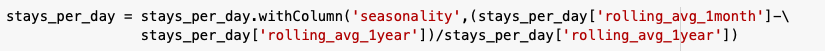 stays_per_day = stays_per_day.withColumn('seasonality',(stays_per_day['rolling_avg_1month']-\
stays_per_day['rolling_avg_1year'])/stays_per_day['rolling_avg_1year'])